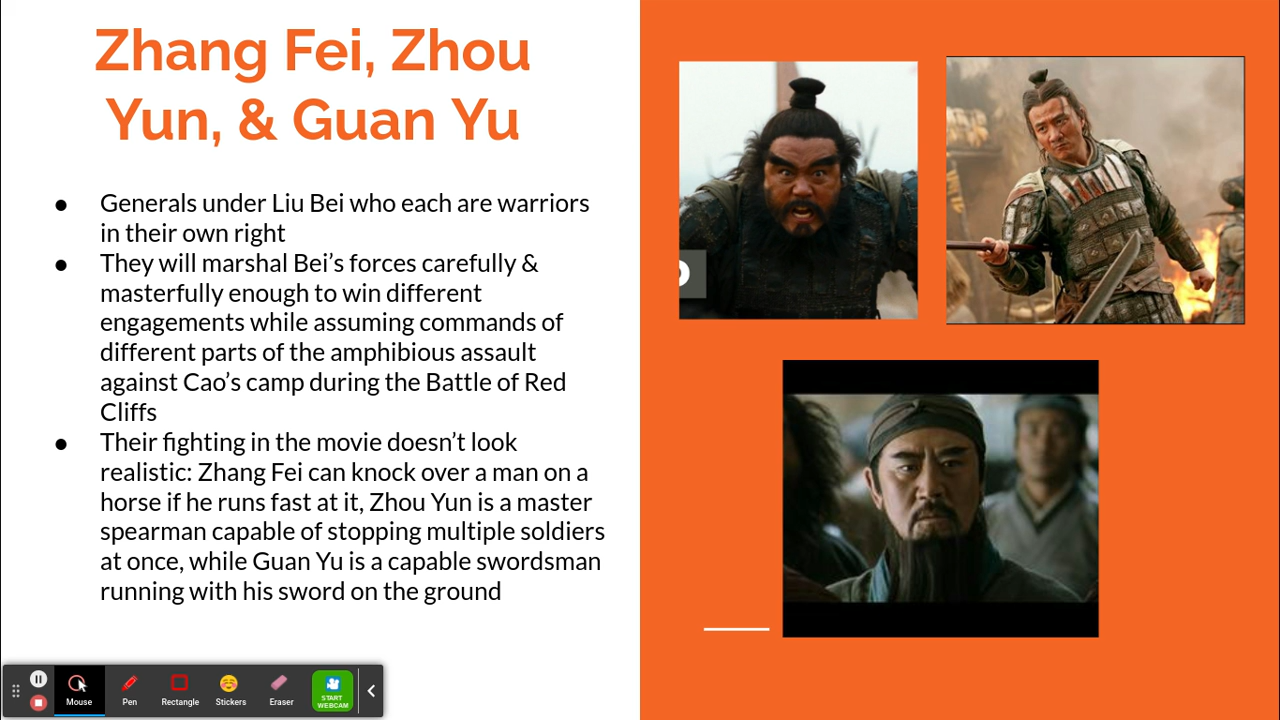 Zhang Fei, Zhou
Yun, & Guan Yu
● Generals under Liu Bei who each are warriors
in their own right
● They will marshal Bei’s forces carefully &
masterfully enough to win different
engagements while assuming commands of
different parts of the amphibious assault
against Cao’s camp during the Battle of Red
Cliffs
● Their fighting in the movie doesn’t look
realistic: Zhang Fei can knock over a man on a
horse if he runs fast at it, Zhou Yun is a master
spearman capable of stopping multiple soldiers
at once, while Guan Yu is a capable swordsman
running with his sword on the ground
Mouse
Pen
Rectangle
Stickers
Eraser
START
WEBCAM